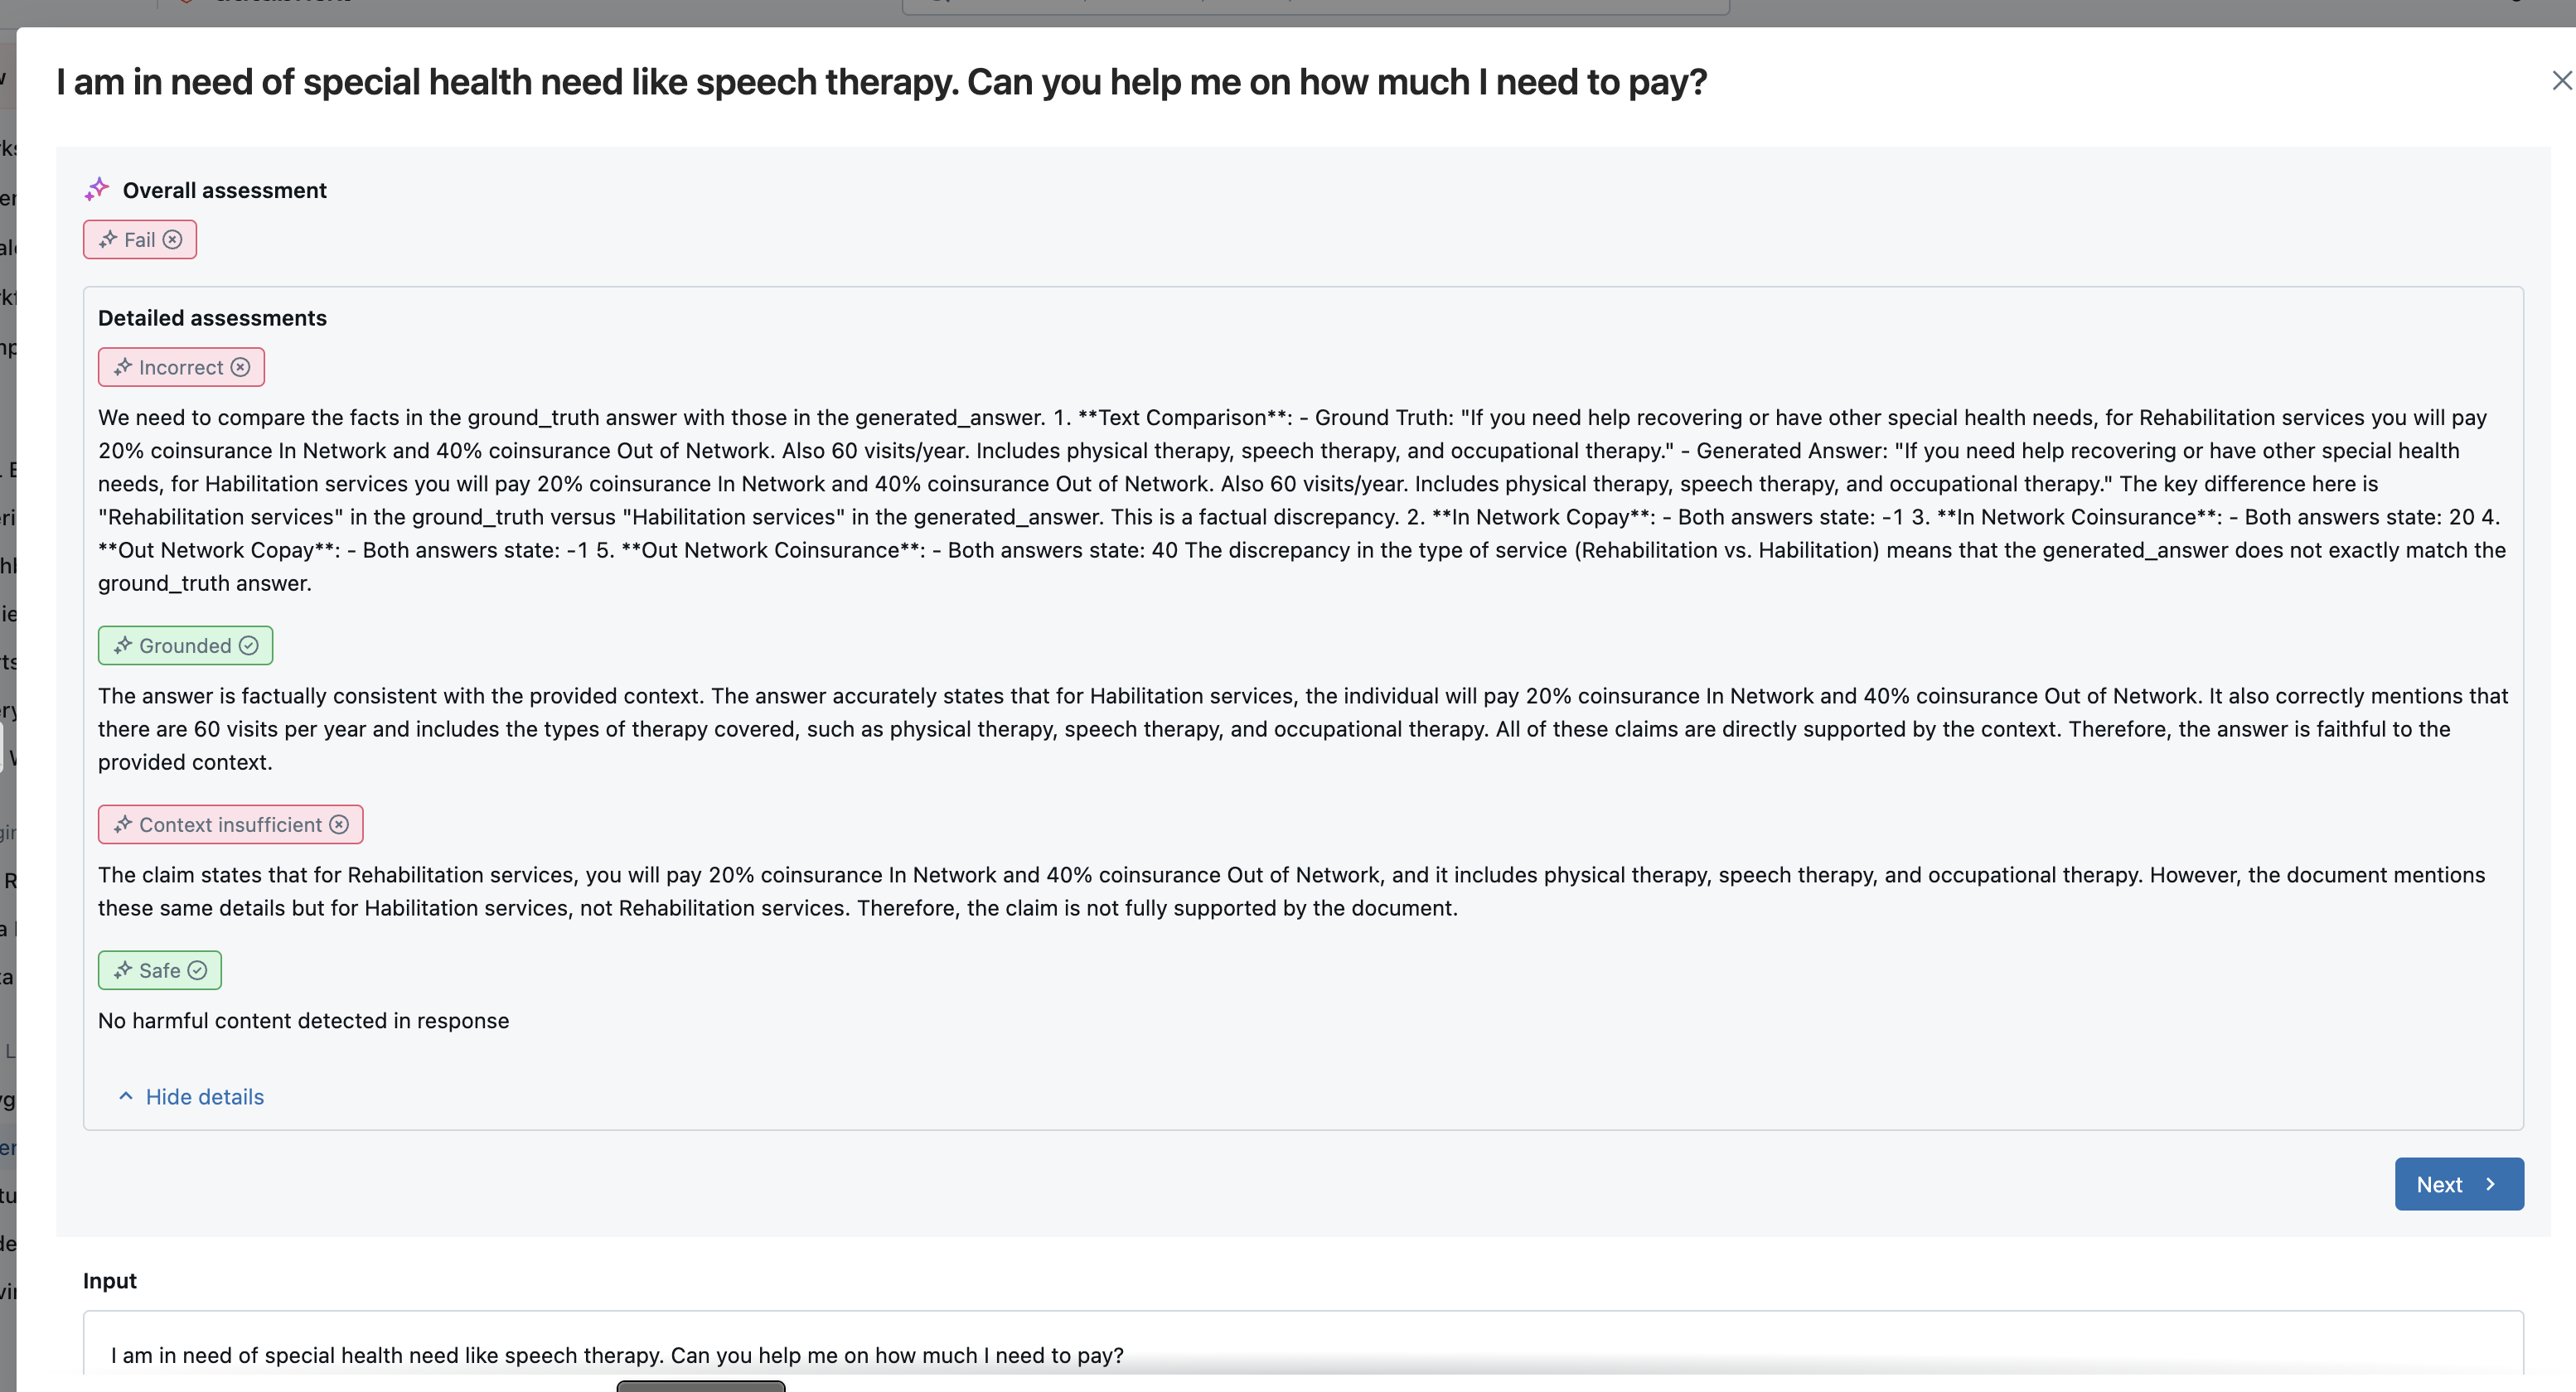 I am in need of special health need like speech therapy. Can you help me on how much I need to pay?
Overall assessment
Fail
Detailed assessments
Incorrect
We need to compare the facts in the ground_truth answer with those in the generated_answer. 1. **Text Comparison**: - Ground Truth: "If you need help recovering or have other special health needs, for Rehabilitation services you will pay
20% coinsurance In Network and 40% coinsurance Out of Network. Also 60 visits/year. Includes physical therapy, speech therapy, and occupational therapy." - Generated Answer: "If you need help recovering or have other special health
needs, for Habilitation services you will pay 20% coinsurance In Network and 40% coinsurance Out of Network. Also 60 visits/year. Includes physical therapy, speech therapy, and occupational therapy." The key difference here is
"Rehabilitation services" in the ground_truth versus "Habilitation services" in the generated_answer. This is a factual discrepancy. 2. **In Network Copay**: - Both answers state: -1 3. **In Network Coinsurance**: - Both answers state: 20 4.
**Out Network Copay**: - Both answers state: -1 5. **Out Network Coinsurance**: - Both answers state: 40 The discrepancy in the type of service (Rehabilitation vs. Habilitation) means that the generated_answer does not exactly match the
ground_truth answer.
Grounded
The answer is factually consistent with the provided context. The answer accurately states that for Habilitation services, the individual will pay 20% coinsurance In Network and 40% coinsurance Out of Network. It also correctly mentions that
there are 60 visits per year and includes the types of therapy covered, such as physical therapy, speech therapy, and occupational therapy. All of these claims are directly supported by the context. Therefore, the answer is faithful to the
provided context.
Context insufficient
The claim states that for Rehabilitation services, you will pay 20% coinsurance In Network and 40% coinsurance Out of Network, and it includes physical therapy, speech therapy, and occupational therapy. However, the document mentions
these same details but for Habilitation services, not Rehabilitation services. Therefore, the claim is not fully supported by the document.
Safe
No harmful content detected in response
Hide details
Next
Input
I am in need of special health need like speech therapy. Can you help me on how much I need to pay?